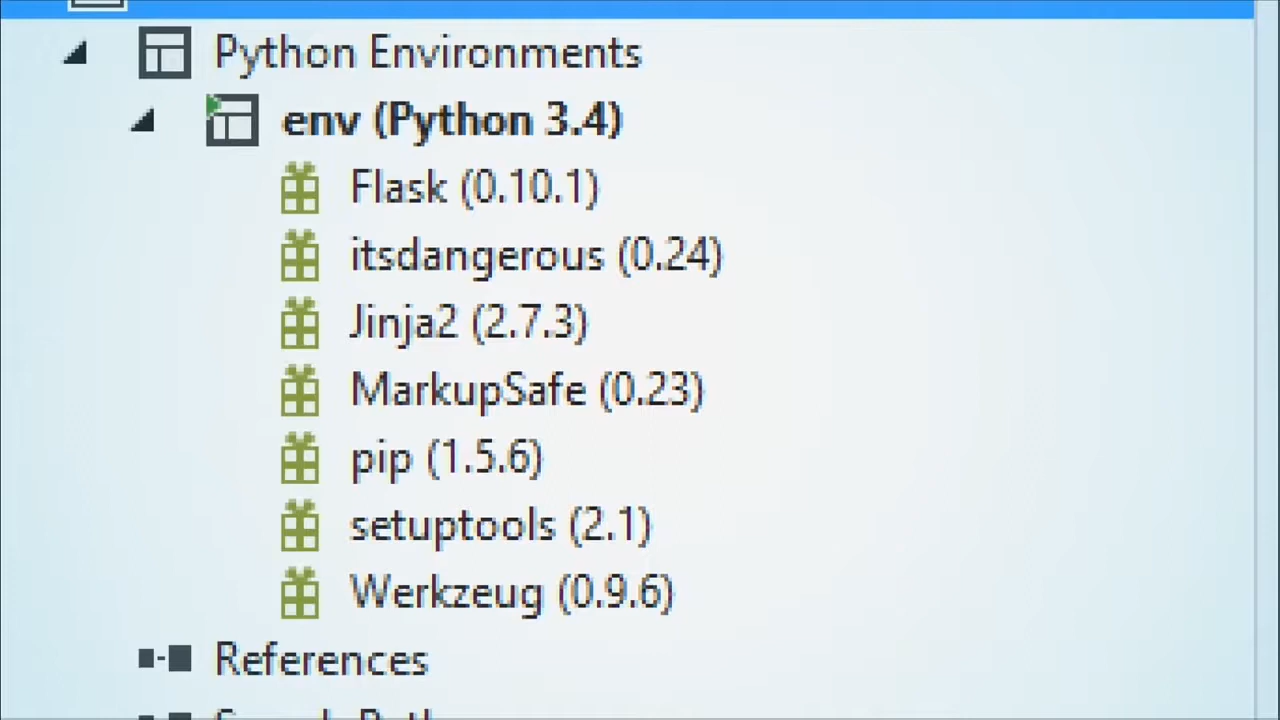 Python Environments
env (Python 3.4)
Flask (0.10.1)
itsdangerous (0.24)
Jinja2 (2.7.3)
MarkupSafe (0.23)
pip (1.5.6)
setuptools (2.1)
Werkzeug (0.9.6)
References